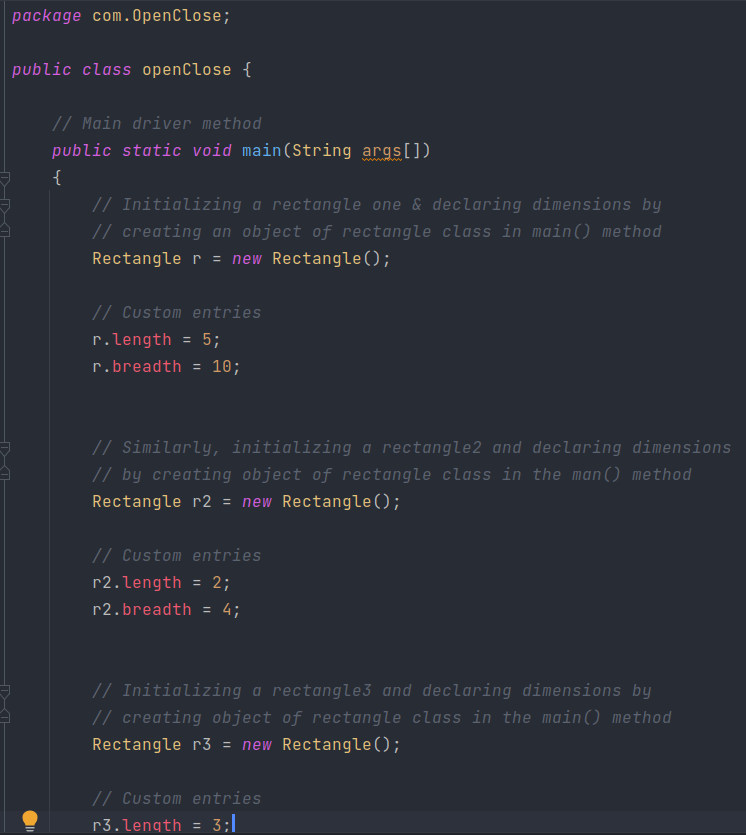 package com.OpenClose;
public class openClose {
// Main driver method
public static void main(String args[])
{
// Initializing a rectangle one & declaring dimensions by
// creating an object of rectangle class in main() method
Rectangle r = new Rectangle();
// Custom entries
r.length = 5;
r.breadth = 10;
// Similarly, initializing a rectangle2 and declaring dimensions
// by creating object of rectangle class in the man() method
Rectangle r2 = new Rectangle();
// Custom entries
r2.length = 2;
r2.breadth = 4;
// Initializing a rectangle3 and declaring dimensions by
// creating object of rectangle class in the main() method
Rectangle r3 = new Rectangle();
// Custom entries
r3.length = 3;